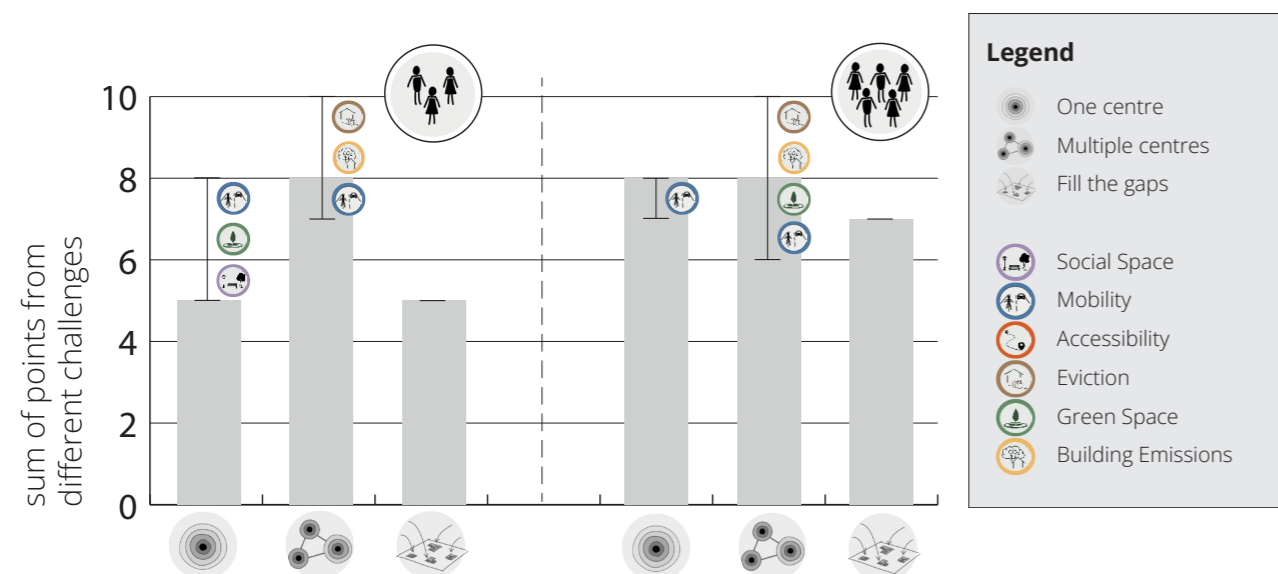 sum of points from
different challenges
10
8
6
4
2
0
Legend
One centre
Multiple centres
Fill the gaps
Social Space
Mobility
Accessibility
Eviction
Green Space
Building Emissions